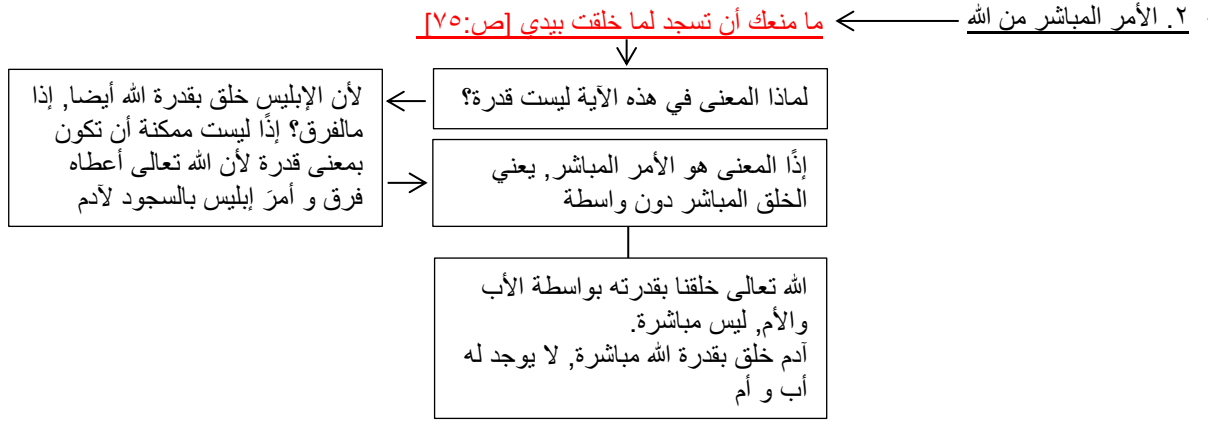 ٢. الأمر المباشر من الله
ما منعك أن تسجد لما خلقت بيدي [ص:٧٥]
لماذا المعنى في هذه الآية ليست قدرة؟
لأن الإبليس خلق بقدرة الله أيضا, إذا
مالفرق؟ إذًا ليست ممكنة أن تكون
بمعنى قدرة لأن الله تعالى أعطاه
فرق و أمرَ إبليس بالسجود لآدم
إذًا المعنى هو الأمر المباشر, يعني
الخلق المباشر دون واسطة
الله تعالى خلقنا بقدرته بواسطة الأب
والأم, ليس مباشرة.
آدم خلق بقدرة الله مباشرة, لا يوجد له
أب و أم